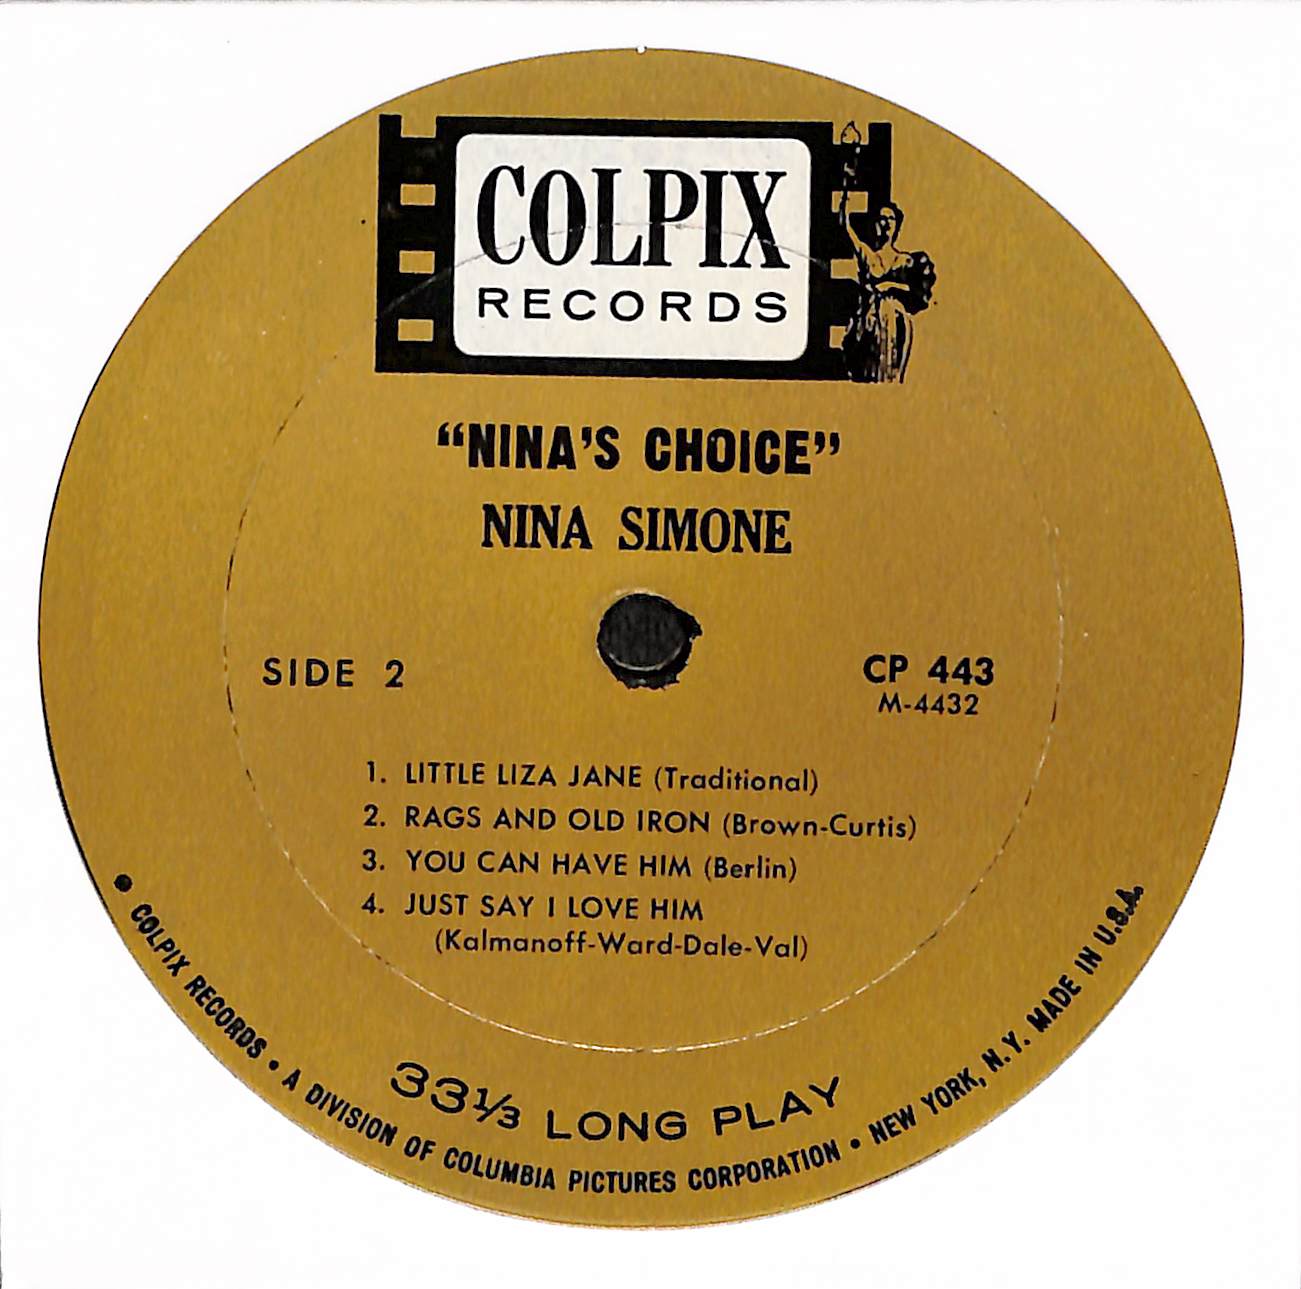 COLPIX
RECORDS
“NINA’S CHOICE”
NINA SIMONE
SIDE 2
CP 443
M-4432
1. LITTLE LIZA JANE (Traditional)
2. RAGS AND OLD IRON (Brown-Curtis)
3. YOU CAN HAVE HIM (Berlin)
4. JUST SAY I LOVE HIM
(Kalmanoff-Ward-Dale-Val)
33⅓ LONG PLAY
• COLPIX RECORDS • A DIVISION OF COLUMBIA PICTURES CORPORATION • NEW YORK, N.Y. MADE IN U.S.A.